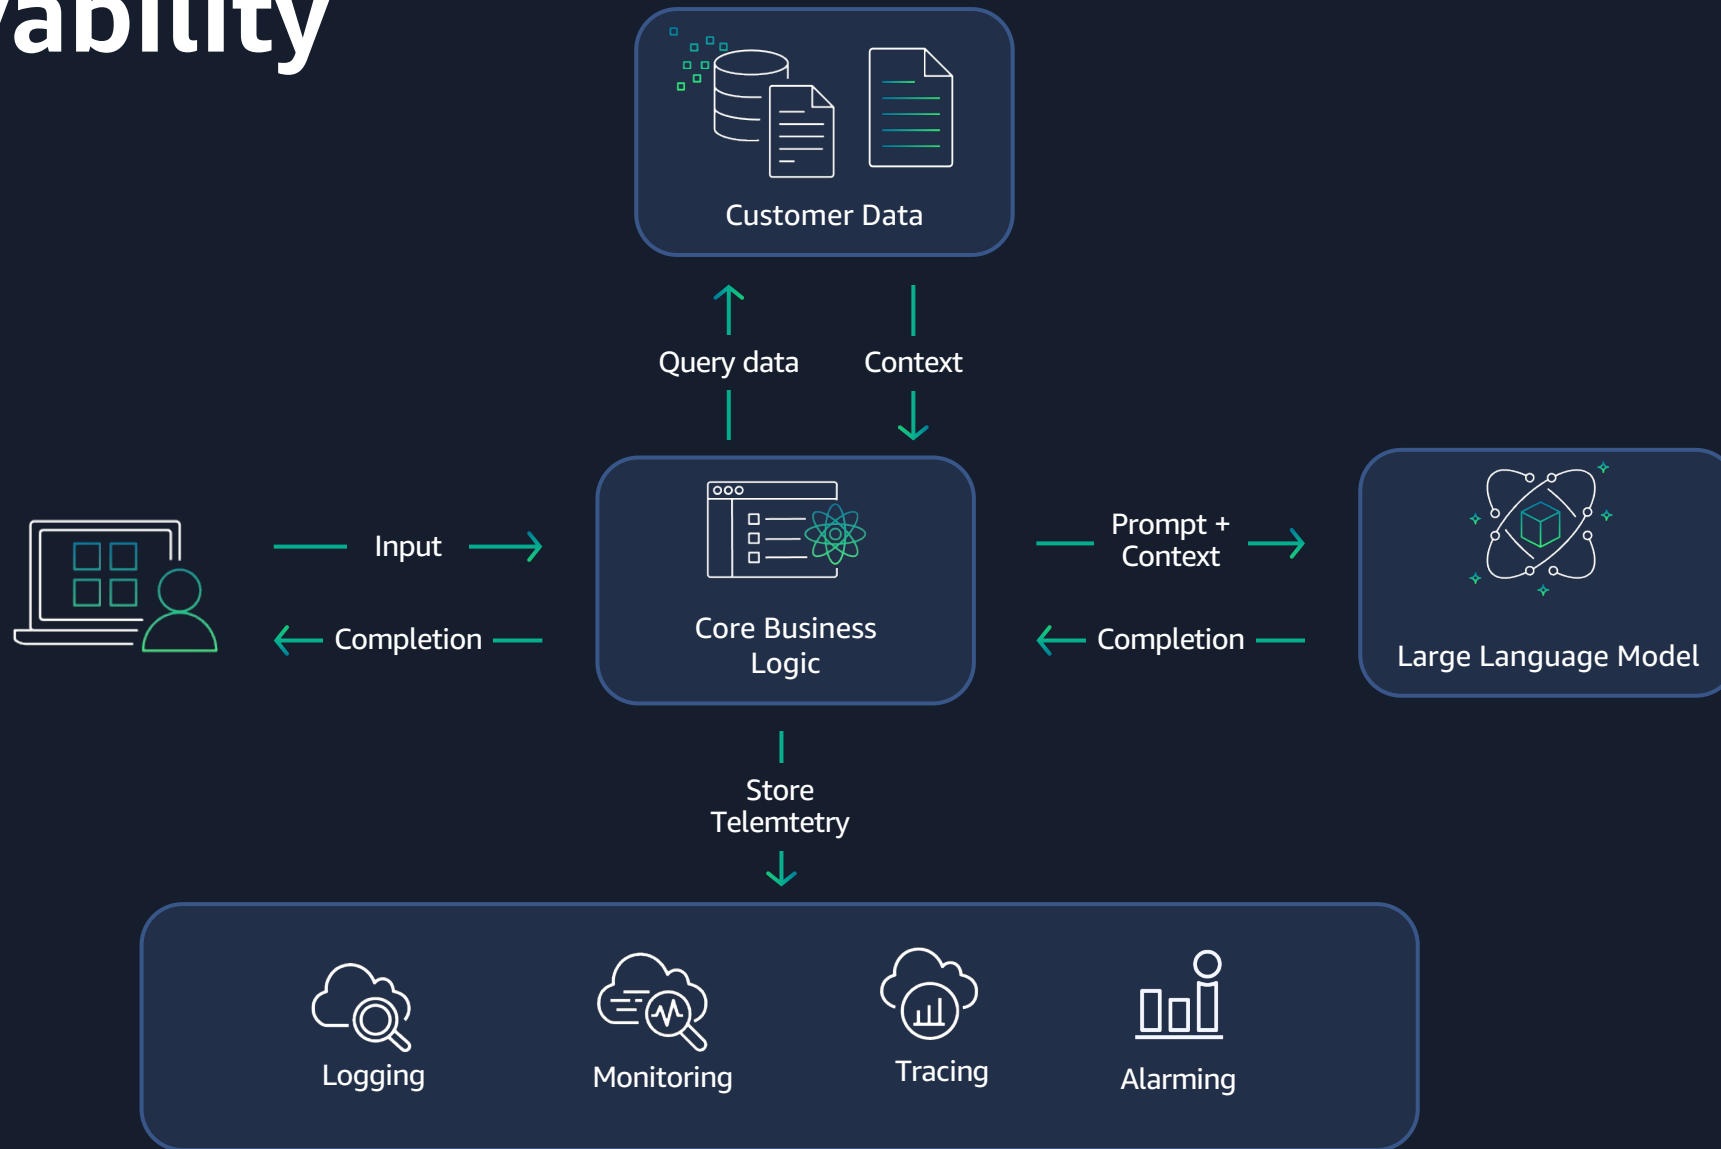 Customer Data
Query data
Context
Input
Completion
Core Business
Logic
Prompt +
Context
Completion
Large Language Model
Store
Telemtetry
Logging
Monitoring
Tracing
Alarming